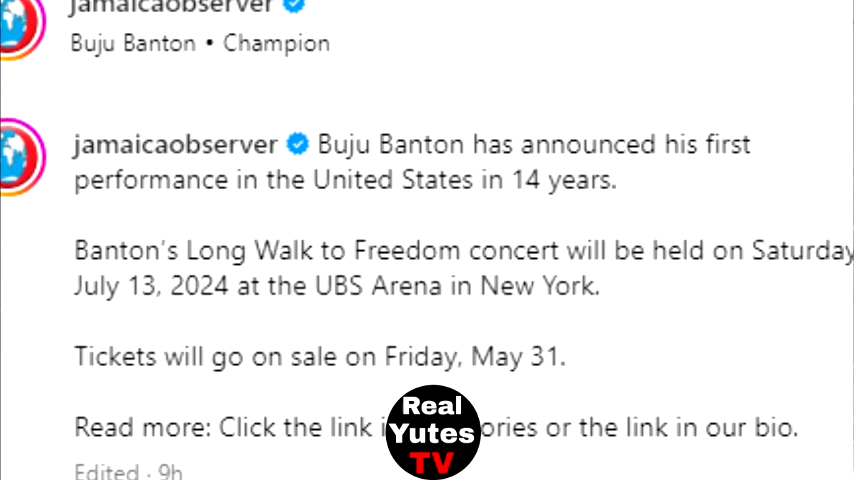 jamaicaobserver
Buju Banton • Champion
jamaicaobserver Buju Banton has announced his first
performance in the United States in 14 years.
Banton's Long Walk to Freedom concert will be held on Saturday
July 13, 2024 at the UBS Arena in New York.
Tickets will go on sale on Friday, May 31.
Read more: Click the link i ories or the link in our bio.
Real
Yutes
TV
Edited · 9h